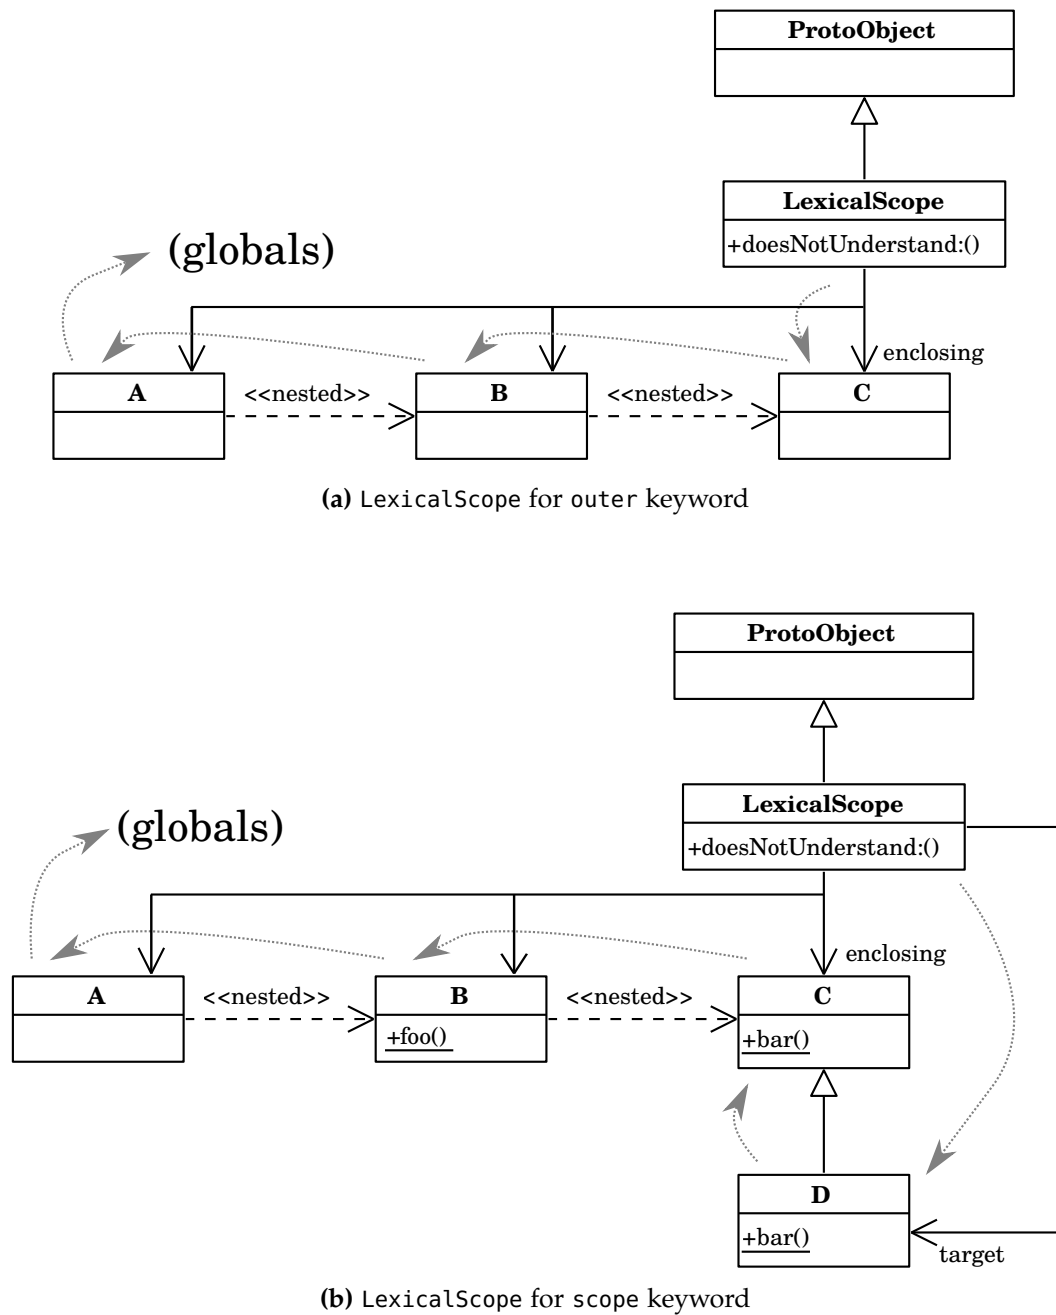 ProtoObject
LexicalScope
+doesNotUnderstand:()
(globals)
enclosing
A
<<nested>>
B
<<nested>>
C
(a) LexicalScope for outer keyword
ProtoObject
LexicalScope
+doesNotUnderstand:()
(globals)
enclosing
A
<<nested>>
B
<<nested>>
C
+foo()
+bar()
D
+bar()
target
(b) LexicalScope for scope keyword